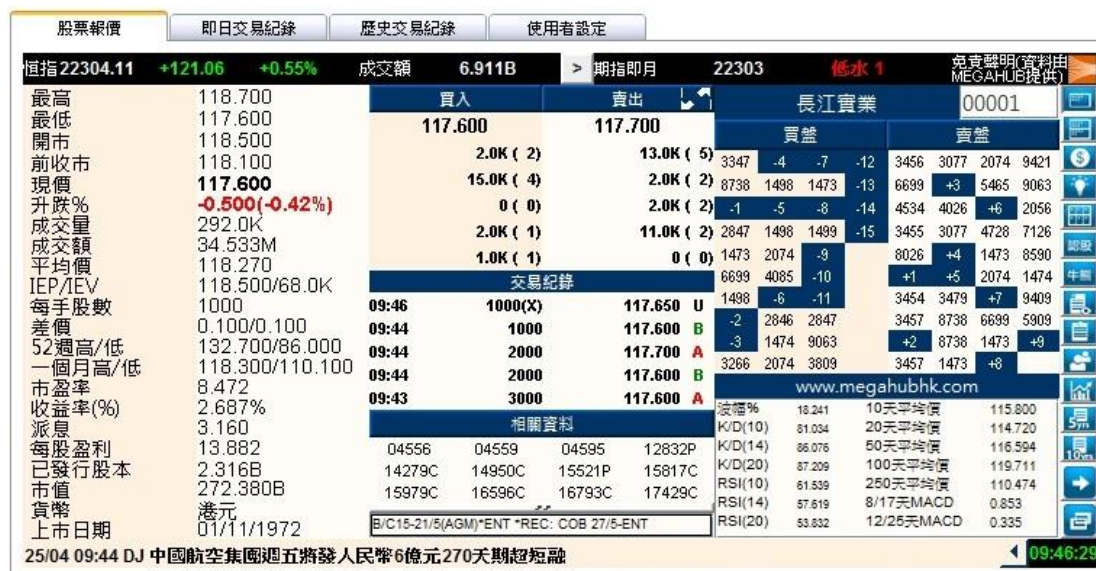 股票報價 即日交易紀錄 歷史交易紀錄 使用者設定
恒指22304.11 +121.06 +0.55% 成交額 6.911B > 期指即月 22303 低水 1 免責聲明(資料由
MEGAHUB提供)
最高 118.700
最低 117.600
開市 118.500
前收市 118.100
現價 117.600
升跌% -0.500(-0.42%)
成交量 292.0K
成交額 34.533M
平均價 118.270
IEP/IEV 118.500/68.0K
每手股數 1000
差價 0.100/0.100
52週高/低 132.700/86.000
一個月高/低 118.300/110.100
市盈率 8.472
收益率(%) 2.687%
派息 3.160
每股盈利 13.882
已發行股本 2.316B
市值 272.380B
貨幣 港元
上市日期 01/11/1972
買入 賣出
117.600 117.700
2.0K ( 2) 13.0K ( 5)
15.0K ( 4) 2.0K ( 2)
0 ( 0) 2.0K ( 2)
2.0K ( 1) 11.0K ( 2)
1.0K ( 1) 0 ( 0)
交易紀錄
09:46 1000(X) 117.650 U
09:44 1000 117.600 B
09:44 2000 117.700 A
09:44 2000 117.600 B
09:43 3000 117.600 A
相關資料
04556 04559 04595 12832P
14279C 14950C 15521P 15817C
15979C 16596C 16793C 17429C
B/C15-21/5(AGM)*ENT *REC: COB 27/5-ENT
長江實業 00001
買盤 賣盤
3347 -4 -7 -12 3456 3077 2074 9421
8738 1498 1473 -13 6699 +3 5465 9063
-1 -5 -8 -14 4534 4026 +6 2056
2847 1498 1499 -15 3455 3077 4728 7126
1473 2074 -9 8026 +4 1473 8590
6699 4085 -10 +1 +5 2074 1474
1498 -6 -11 3454 3479 +7 9409
-2 2846 2847 3457 8738 6699 5909
-3 1474 9063 +2 8738 1473 +9
3266 2074 3809 3457 1473 +8
www.megahubhk.com
波幅% 18.241 10天平均價 115.800
K/D(10) 81.034 20天平均價 114.720
K/D(14) 86.076 50天平均價 116.594
K/D(20) 87.209 100天平均價 119.711
RSI(10) 61.539 250天平均價 110.474
RSI(14) 57.619 8/17天MACD 0.853
RSI(20) 53.832 12/25天MACD 0.335
認股
牛熊
5yrs
10yrs
25/04 09:44 DJ 中國航空集團週五將發人民幣6億元270天期超短融
09:46:29